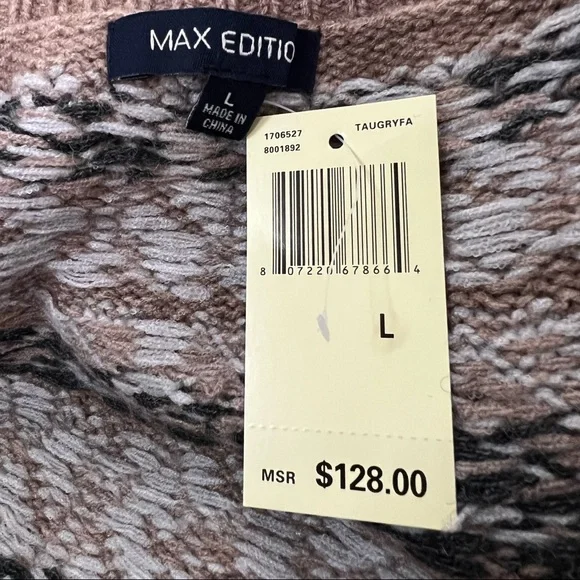 MAX EDITIO
L
MADE IN
CHINA
1706527 TAUGRYFA
8001892
8 07220 67866 4
L
MSR $128.00